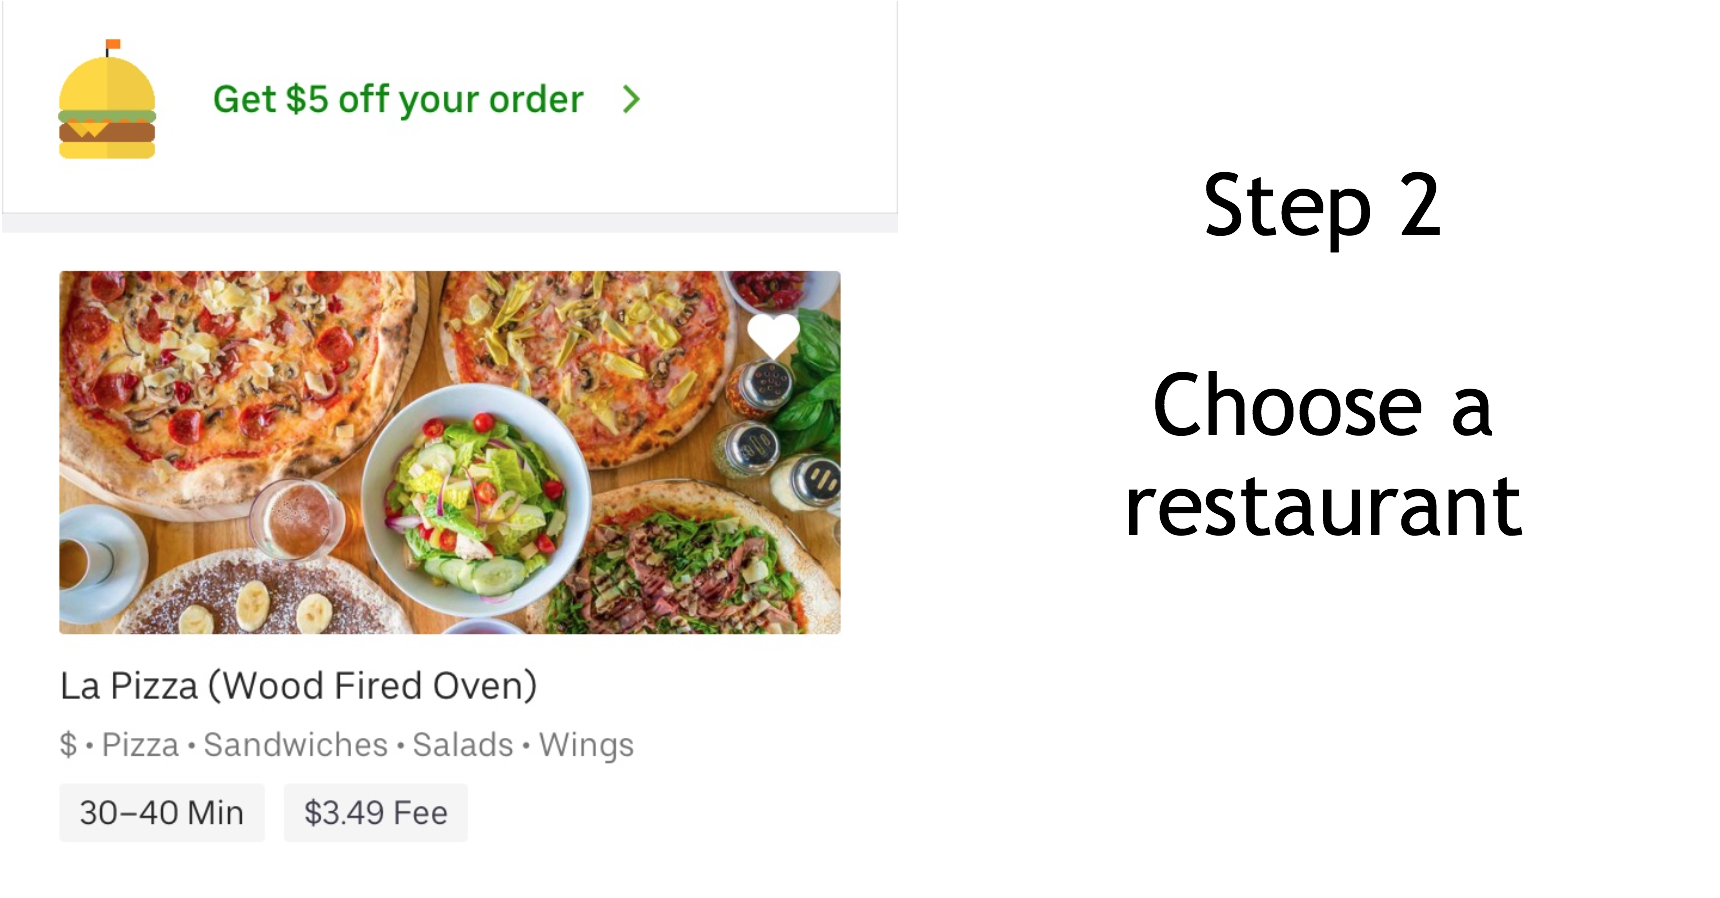 Get $5 off your order
La Pizza (Wood Fired Oven)
$ • Pizza • Sandwiches • Salads • Wings
30–40 Min
$3.49 Fee
Step 2
Choose a
restaurant